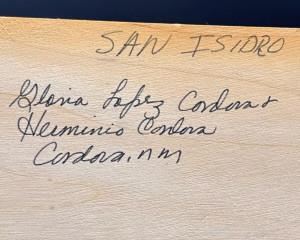 SAN ISIDRO
Gloria Lopez Cordova &
Herminio Cordova
Cordova, nm